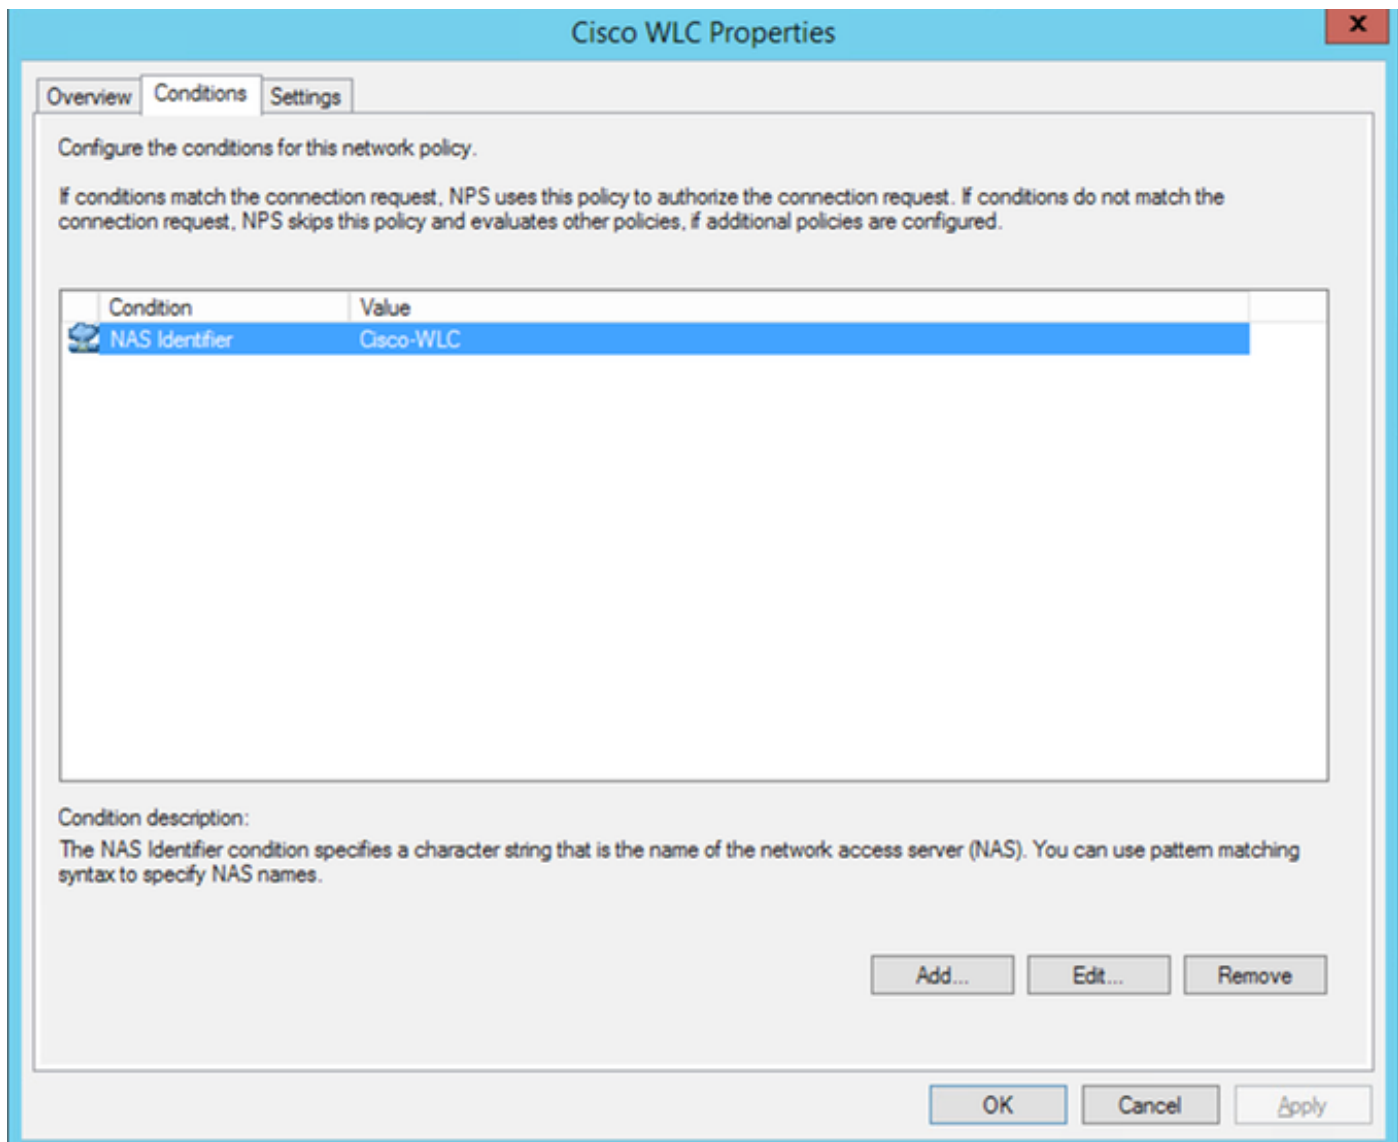 Cisco WLC Properties
x
Overview Conditions Settings
Configure the conditions for this network policy.
If conditions match the connection request, NPS uses this policy to authorize the connection request. If conditions do not match the
connection request, NPS skips this policy and evaluates other policies, if additional policies are configured.
Condition Value
NAS Identifier Cisco-WLC
Condition description:
The NAS Identifier condition specifies a character string that is the name of the network access server (NAS). You can use pattern matching
syntax to specify NAS names.
Add... Edit... Remove
OK Cancel Apply